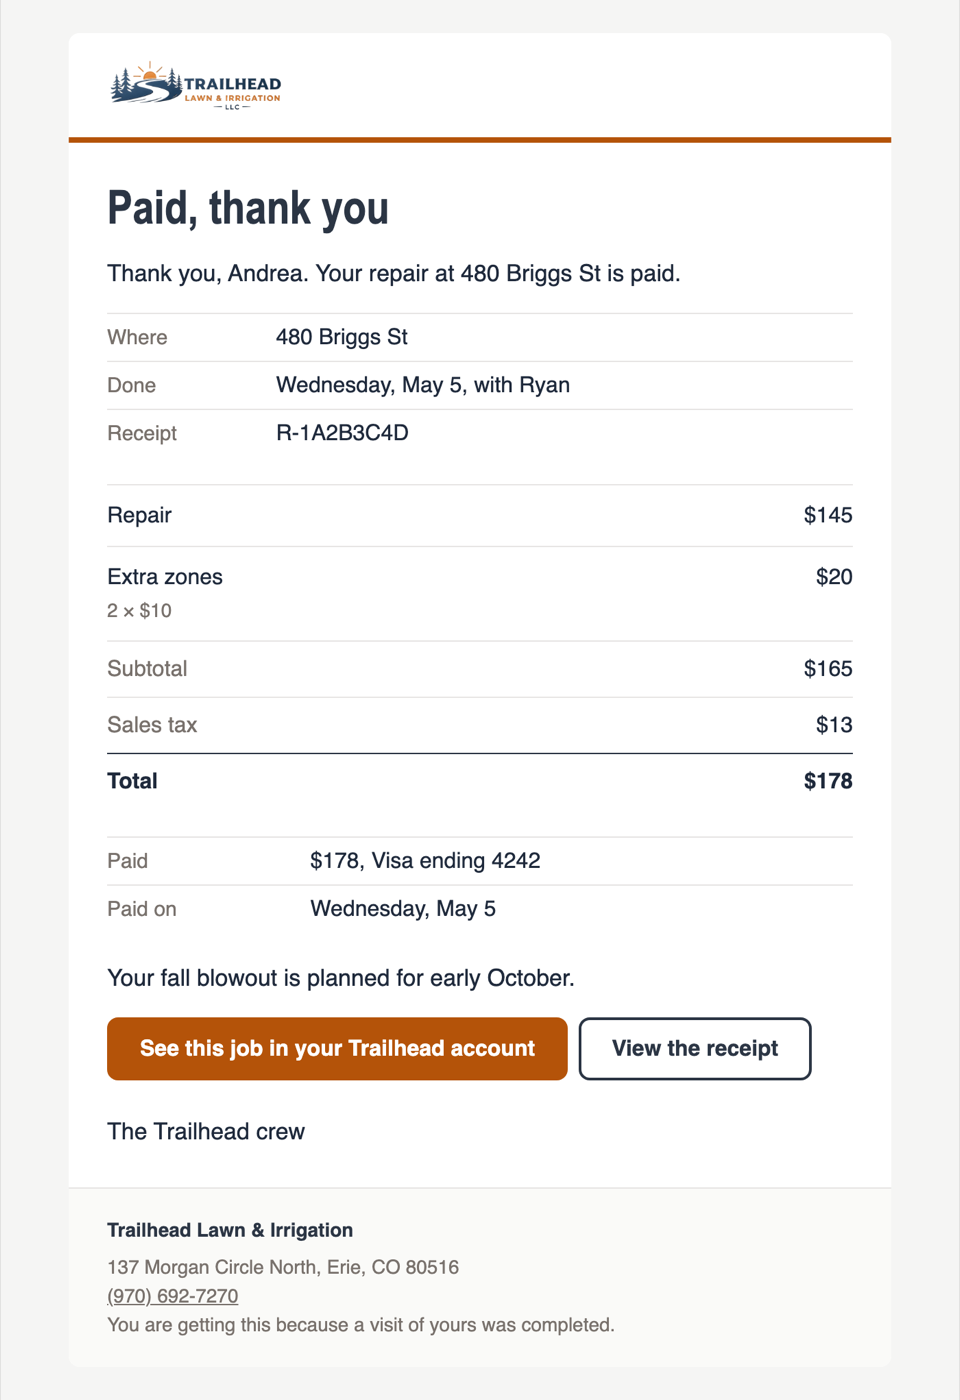 TRAILHEAD
LAWN & IRRIGATION
LLC
Paid, thank you
Thank you, Andrea. Your repair at 480 Briggs St is paid.
Where 480 Briggs St
Done Wednesday, May 5, with Ryan
Receipt R-1A2B3C4D
Repair $145
Extra zones $20
2 × $10
Subtotal $165
Sales tax $13
Total $178
Paid $178, Visa ending 4242
Paid on Wednesday, May 5
Your fall blowout is planned for early October.
See this job in your Trailhead account View the receipt
The Trailhead crew
Trailhead Lawn & Irrigation
137 Morgan Circle North, Erie, CO 80516
(970) 692-7270
You are getting this because a visit of yours was completed.